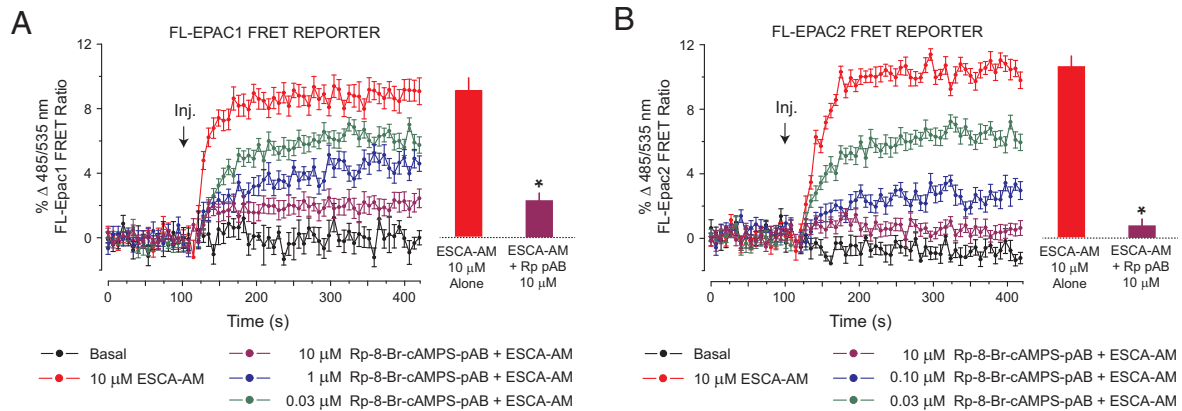 A
FL-EPAC1 FRET REPORTER
% Δ 485/535 nm
FL-Epac1 FRET Ratio
12
8
4
0
Inj.
*
ESCA-AM
10 μM
Alone
ESCA-AM
+ Rp pAB
10 μM
0 100 200 300 400
Time (s)
Basal
10 μM ESCA-AM
10 μM Rp-8-Br-cAMPS-pAB + ESCA-AM
1 μM Rp-8-Br-cAMPS-pAB + ESCA-AM
0.03 μM Rp-8-Br-cAMPS-pAB + ESCA-AM
B
FL-EPAC2 FRET REPORTER
% Δ 485/535 nm
FL-Epac2 FRET Ratio
12
8
4
0
Inj.
*
ESCA-AM
10 μM
Alone
ESCA-AM
+ Rp pAB
10 μM
0 100 200 300 400
Time (s)
Basal
10 μM ESCA-AM
10 μM Rp-8-Br-cAMPS-pAB + ESCA-AM
0.10 μM Rp-8-Br-cAMPS-pAB + ESCA-AM
0.03 μM Rp-8-Br-cAMPS-pAB + ESCA-AM